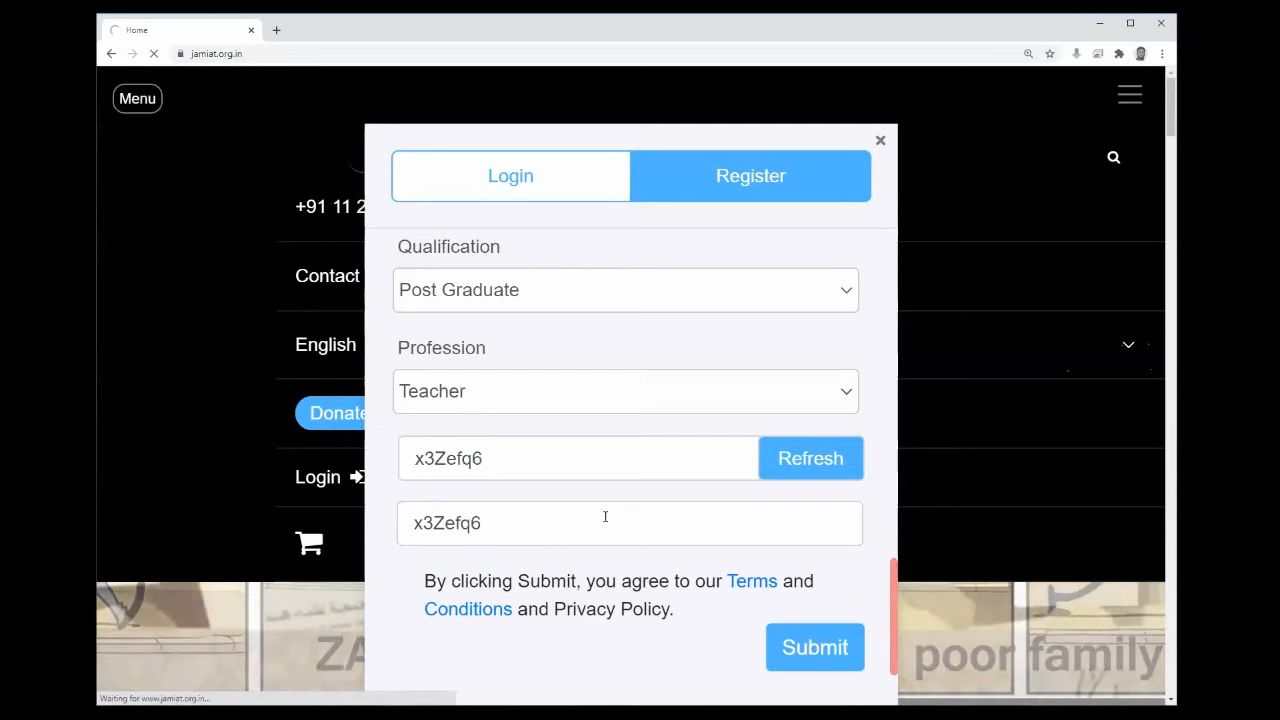 Home
jamiat.org.in
Menu
Login
Register
+91 11 2
Qualification
Contact
Post Graduate
English
Profession
Teacher
Donate
x3Zefq6
Refresh
Login
x3Zefq6
By clicking Submit, you agree to our Terms and
Conditions and Privacy Policy.
Submit
ZA
poor family
Waiting for www.jamiat.org.in...